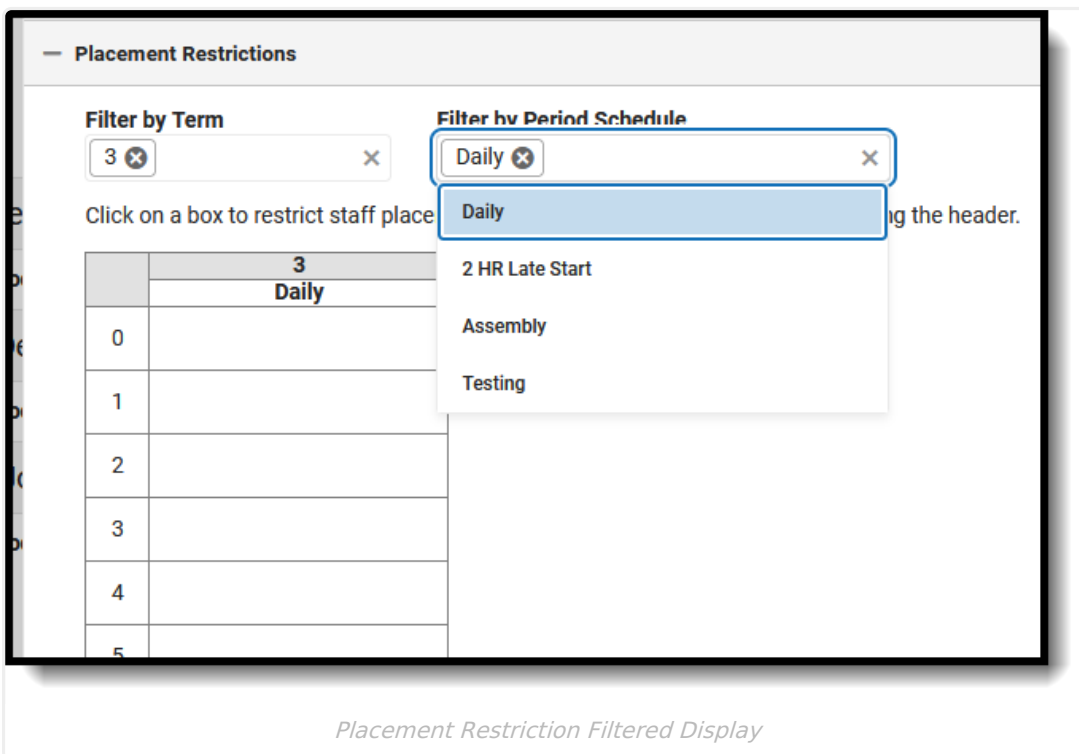 Placement Restrictions
Filter by Term
Filter by Period Schedule
3
Daily
Click on a box to restrict staff place
the header.
Daily
2 HR Late Start
Assembly
Testing
3
Daily
0
1
2
3
4
5
Placement Restriction Filtered Display